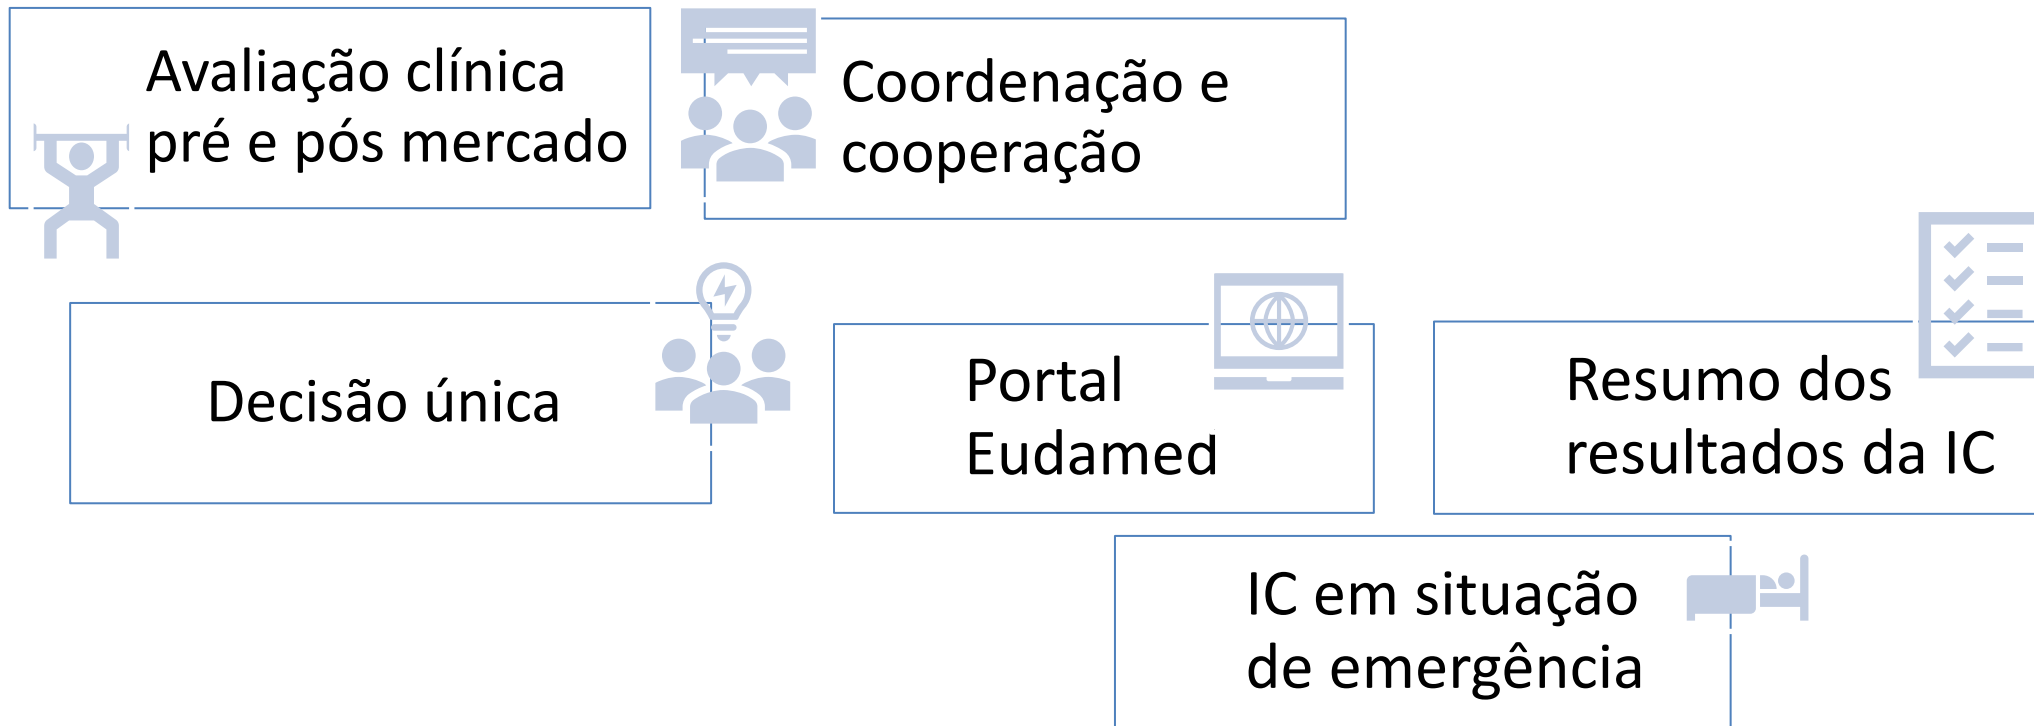 Avaliação clínica
pré e pós mercado
Coordenação e
cooperação
Decisão única
Portal
Eudamed
Resumo dos
resultados da IC
IC em situação
de emergência